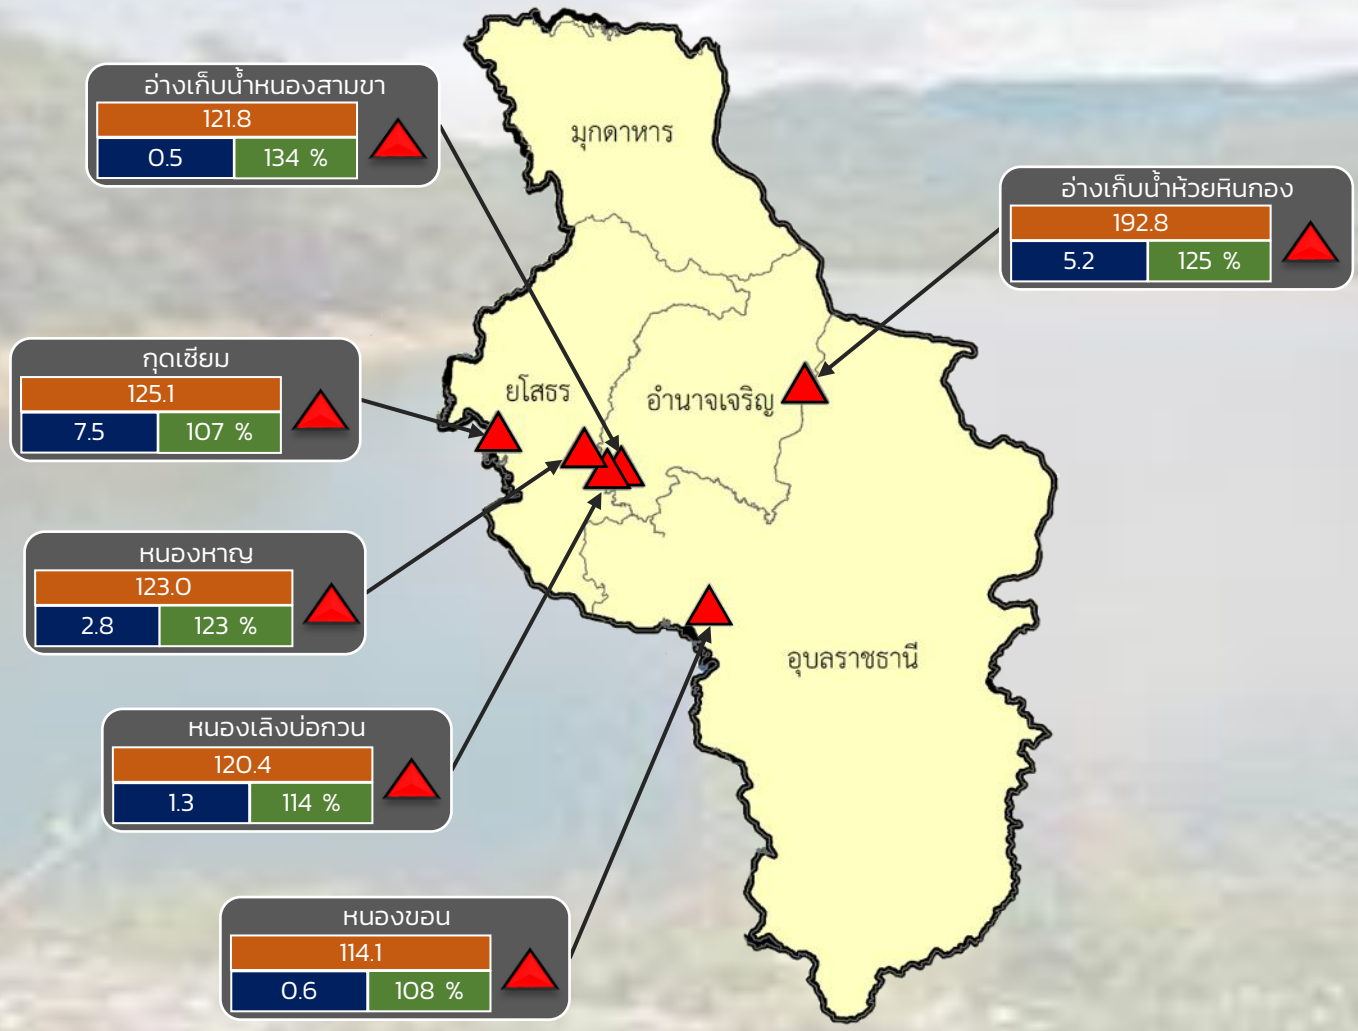 อ่างเก็บน้ำหนองสามขา
121.8
0.5 134 %
มุกดาหาร
อ่างเก็บน้ำห้วยหินกอง
192.8
5.2 125 %
กุดเซียม
125.1
7.5 107 %
ยโสธร
อำนาจเจริญ
หนองหาญ
123.0
2.8 123 %
อุบลราชธานี
หนองเลิงบ่อกวน
120.4
1.3 114 %
หนองขอน
114.1
0.6 108 %